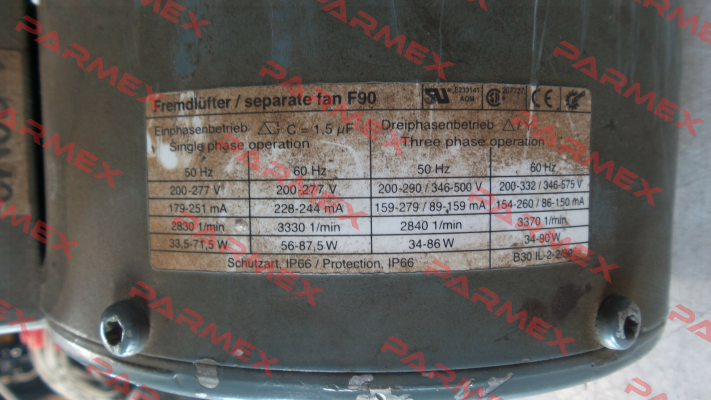 Fremdlüfter / separate fan F90
E233141
AQM
207727
CE
Einphasenbetrieb C = 1,5 µF Dreiphasenbetrieb
Single phase operation Three phase operation
50 Hz 60 Hz 50 Hz 60 Hz
200-277 V 200-277 V 200-290 / 346-500 V 200-332 / 346-575 V
179-251 mA 228-244 mA 159-279 / 89-159 mA 154-260 / 86-150 mA
2830 1/min 3330 1/min 2840 1/min 3370 1/min
33,5-71,5 W 56-87,5 W 34-86 W 34-90 W
Schutzart, IP66 / Protection, IP66
PARMEX